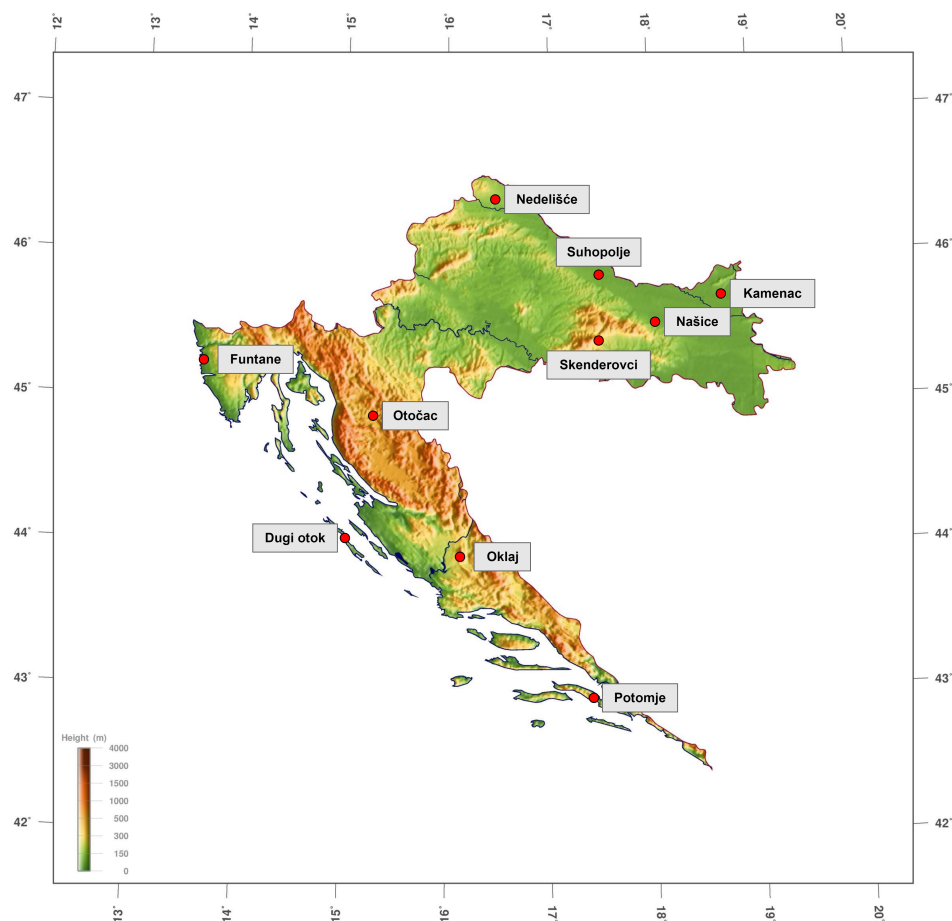 12° 13° 14° 15° 16° 17° 18° 19° 20°
47° 47°
Nedelišće
46° 46°
Suhopolje
Kamenac
Našice
Funtane
Skenderovci
45° 45°
Otočac
44° 44°
Dugi otok
Oklaj
43° 43°
Potomje
Height (m)
4000
3000
1500
1000
500
300
150
0
42° 42°
13° 14° 15° 16° 17° 18° 19° 20°